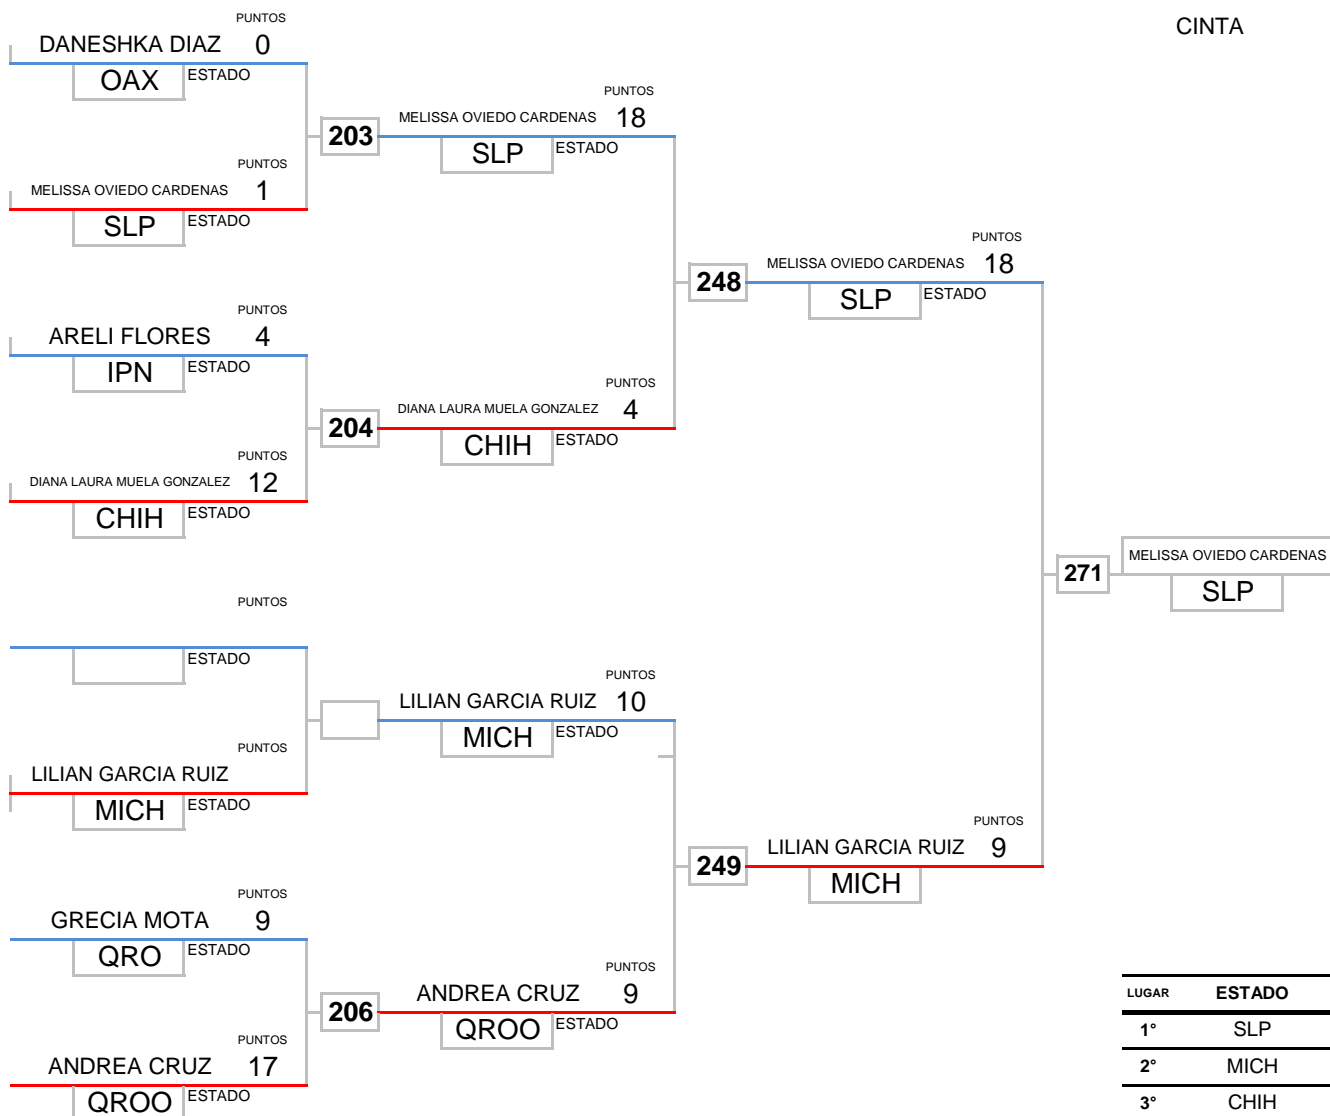 PUNTOS
CINTA
DANESHKA DIAZ 0
OAX ESTADO
PUNTOS
MELISSA OVIEDO CARDENAS 18
203
SLP ESTADO
PUNTOS
MELISSA OVIEDO CARDENAS 1
SLP ESTADO
PUNTOS
MELISSA OVIEDO CARDENAS 18
248
SLP ESTADO
PUNTOS
ARELI FLORES 4
IPN ESTADO
PUNTOS
DIANA LAURA MUELA GONZALEZ 4
204
CHIH ESTADO
PUNTOS
DIANA LAURA MUELA GONZALEZ 12
CHIH ESTADO
MELISSA OVIEDO CARDENAS
271
SLP
PUNTOS
ESTADO
PUNTOS
LILIAN GARCIA RUIZ 10
MICH ESTADO
PUNTOS
LILIAN GARCIA RUIZ
MICH ESTADO
PUNTOS
LILIAN GARCIA RUIZ 9
249
MICH
PUNTOS
GRECIA MOTA 9
QRO ESTADO
PUNTOS
ANDREA CRUZ 9
206
QROO ESTADO
PUNTOS
ANDREA CRUZ 17
QROO ESTADO
LUGAR ESTADO
1° SLP
2° MICH
3° CHIH